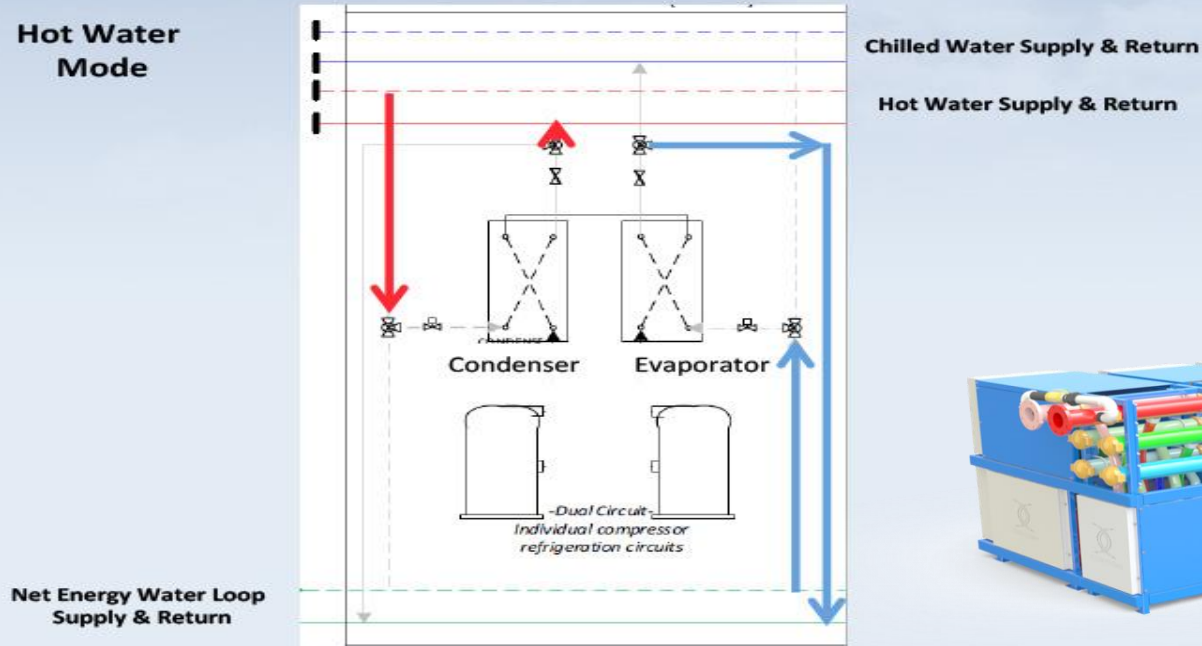 Hot Water
Mode
Chilled Water Supply & Return
Hot Water Supply & Return
CONDENSE
Condenser
Evaporator
-Dual Circuit-
Individual compressor
refrigeration circuits
Net Energy Water Loop
Supply & Return